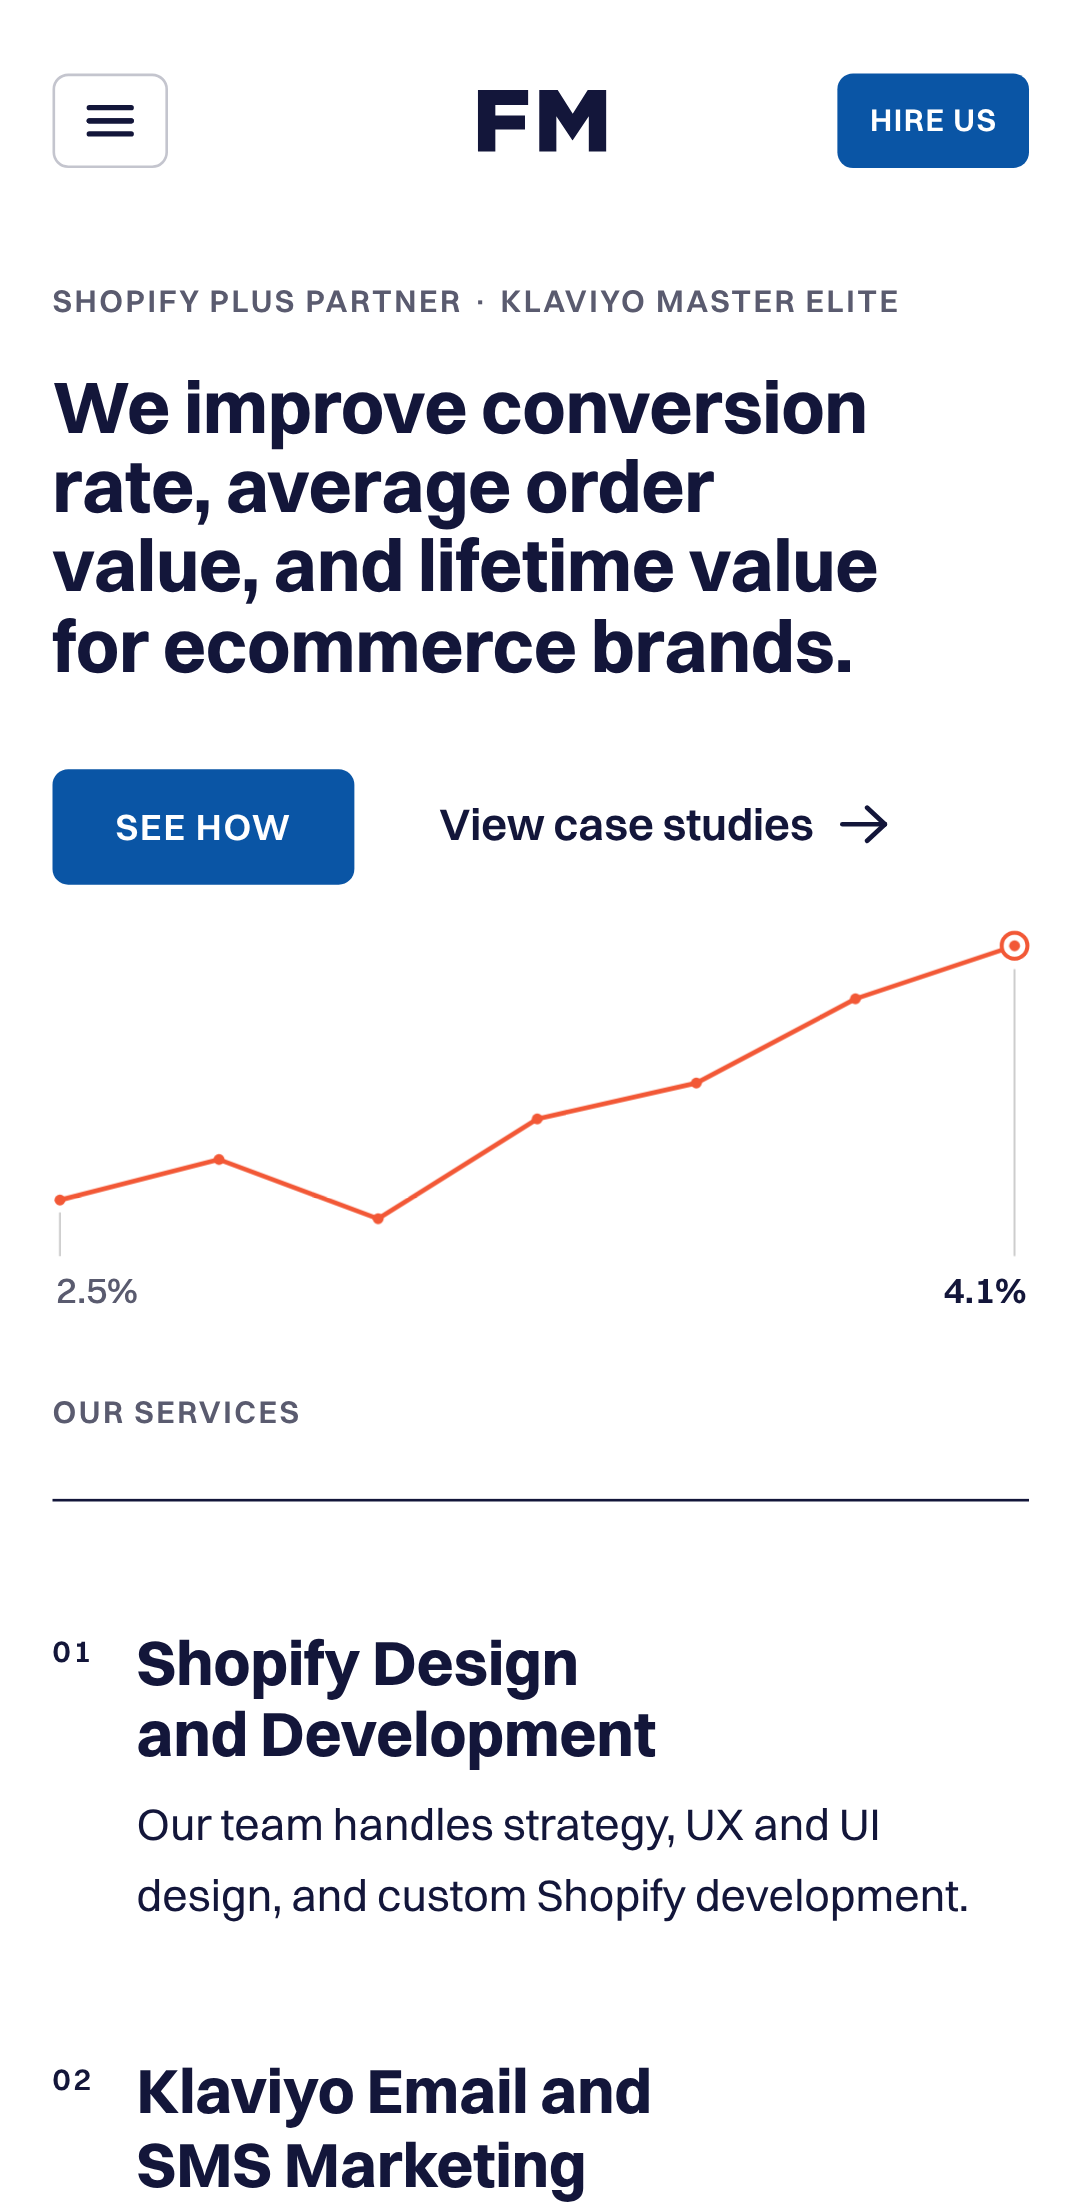 FM
HIRE US
SHOPIFY PLUS PARTNER · KLAVIYO MASTER ELITE
We improve conversion
rate, average order
value, and lifetime value
for ecommerce brands.
SEE HOW
View case studies →
2.5%
4.1%
OUR SERVICES
01
Shopify Design
and Development
Our team handles strategy, UX and UI
design, and custom Shopify development.
02
Klaviyo Email and
SMS Marketing